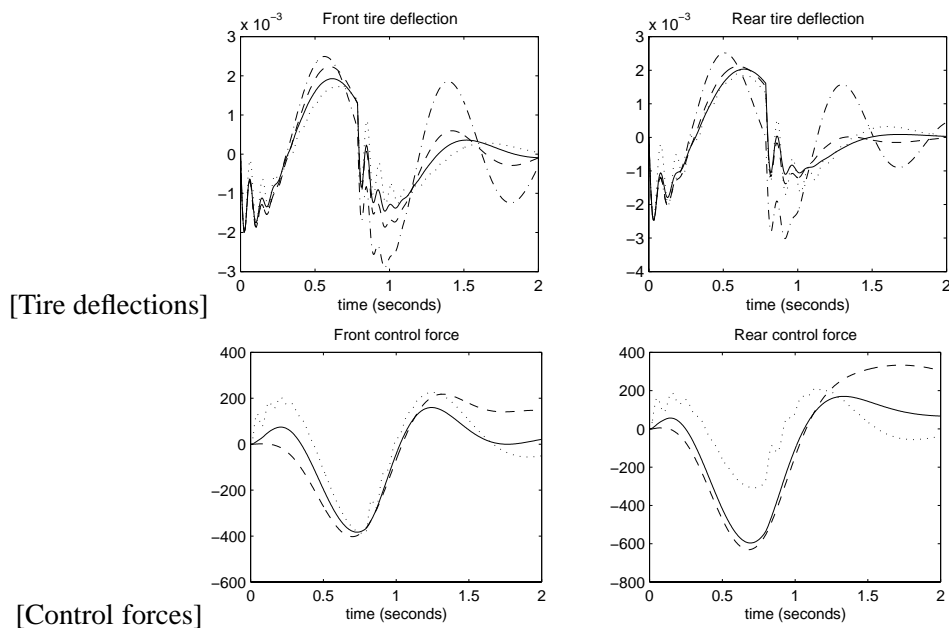 Front tire deflection
x 10⁻³
3
2
1
0
−1
−2
−3
0 0.5 1 1.5 2
time (seconds)
Rear tire deflection
x 10⁻³
3
2
1
0
−1
−2
−3
−4
0 0.5 1 1.5 2
time (seconds)
[Tire deflections]
Front control force
400
200
0
−200
−400
−600
0 0.5 1 1.5 2
time (seconds)
Rear control force
400
200
0
−200
−400
−600
−800
0 0.5 1 1.5 2
time (seconds)
[Control forces]